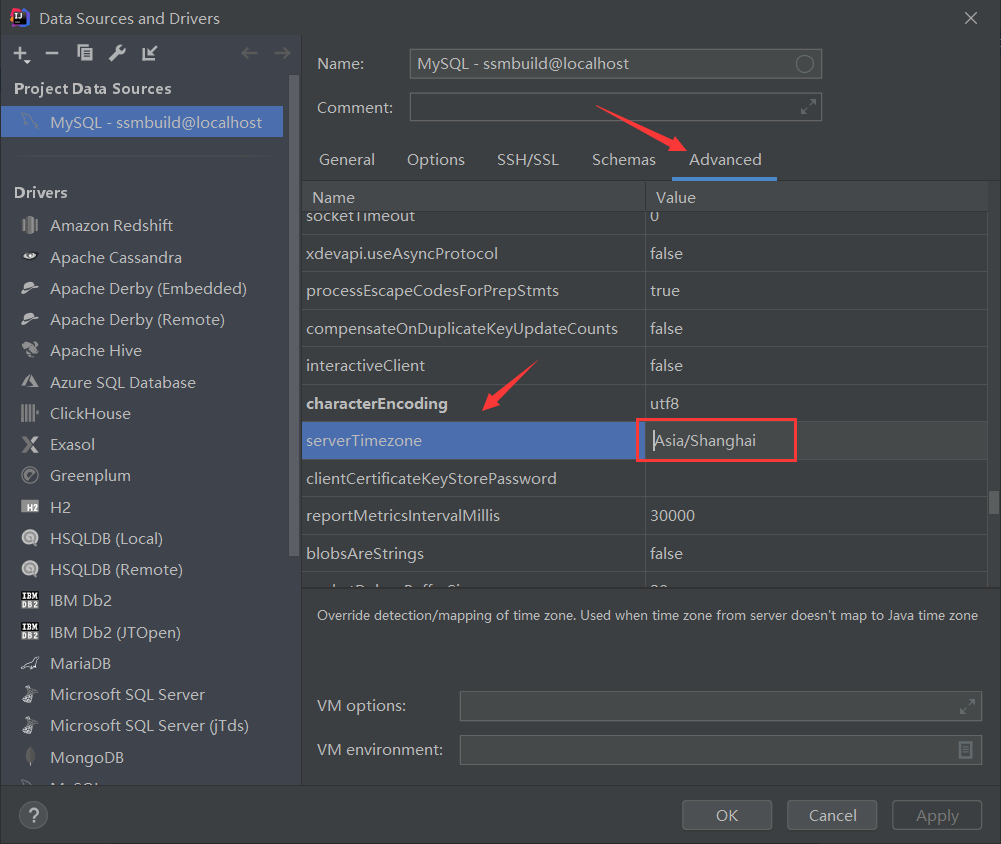 Data Sources and Drivers
Project Data Sources
MySQL - ssmbuild@localhost
Drivers
Amazon Redshift
Apache Cassandra
Apache Derby (Embedded)
Apache Derby (Remote)
Apache Hive
Azure SQL Database
ClickHouse
Exasol
Greenplum
H2
H2
HSQLDB (Local)
HSQLDB (Remote)
IBM DB2
IBM Db2
IBM DB2
IBM Db2 (JTOpen)
MariaDB
Microsoft SQL Server
Microsoft SQL Server (jTds)
MongoDB
Name: MySQL - ssmbuild@localhost
Comment:
General Options SSH/SSL Schemas Advanced
Name Value
socketTimeout 0
xdevapi.useAsyncProtocol false
processEscapeCodesForPrepStmts true
compensateOnDuplicateKeyUpdateCounts false
interactiveClient false
characterEncoding utf8
serverTimezone Asia/Shanghai
clientCertificateKeyStorePassword
reportMetricsIntervalMillis 30000
blobsAreStrings false
Override detection/mapping of time zone. Used when time zone from server doesn't map to Java time zone
VM options:
VM environment:
? OK Cancel Apply